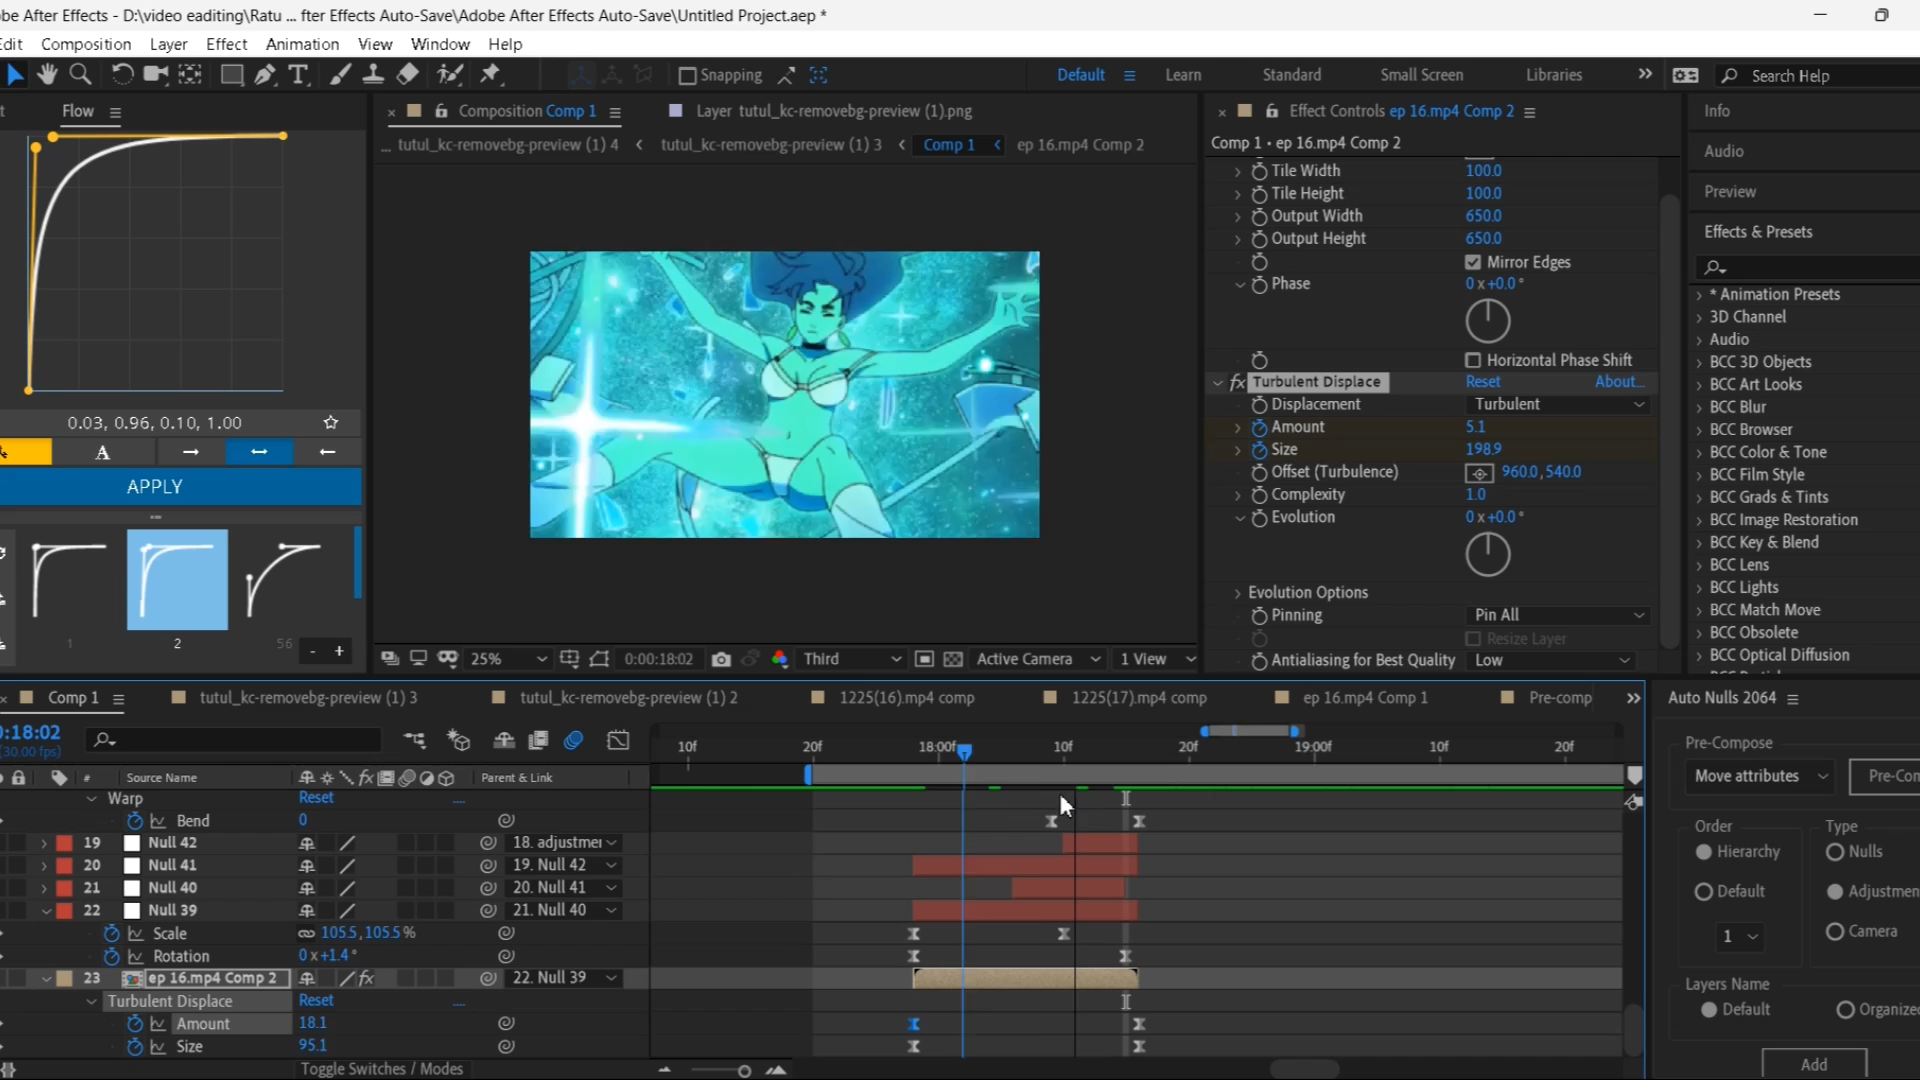 be After Effects - D:\video eaditing\Ratu ... fter Effects Auto-Save\Adobe After Effects Auto-Save\Untitled Project.aep *
Edit Composition Layer Effect Animation View Window Help
Snapping Default Learn Standard Small Screen Libraries Search Help
Flow
0.03, 0.96, 0.10, 1.00
A
APPLY
1 2 56 - +
Composition Comp 1 Layer tutul_kc-removebg-preview (1).png
... tutul_kc-removebg-preview (1) 4 tutul_kc-removebg-preview (1) 3 Comp 1 ep 16.mp4 Comp 2
25% 0:00:18:02 Third Active Camera 1 View
Effect Controls ep 16.mp4 Comp 2
Comp 1 • ep 16.mp4 Comp 2
Tile Width 100.0
Tile Height 100.0
Output Width 650.0
Output Height 650.0
Mirror Edges
Phase 0 x+0.0°
Horizontal Phase Shift
fx Turbulent Displace Reset About...
Displacement Turbulent
Amount 5.1
Size 198.9
Offset (Turbulence) 960.0, 540.0
Complexity 1.0
Evolution 0 x+0.0°
Evolution Options
Pinning Pin All
Resize Layer
Antialiasing for Best Quality Low
Info
Audio
Preview
Effects & Presets
* Animation Presets
3D Channel
Audio
BCC 3D Objects
BCC Art Looks
BCC Blur
BCC Browser
BCC Color & Tone
BCC Film Style
BCC Grads & Tints
BCC Image Restoration
BCC Key & Blend
BCC Lens
BCC Lights
BCC Match Move
BCC Obsolete
BCC Optical Diffusion
Comp 1 tutul_kc-removebg-preview (1) 3 tutul_kc-removebg-preview (1) 2 1225(16).mp4 comp 1225(17).mp4 comp ep 16.mp4 Comp 1 Pre-comp
0:18:02
(30.00 fps)
10f 20f 18:00f 10f 20f 19:00f 10f 20f
# Source Name fx Parent & Link
Warp Reset ....
Bend 0
19 Null 42 18. adjustmer
20 Null 41 19. Null 42
21 Null 40 20. Null 41
22 Null 39 21. Null 40
Scale 105.5, 105.5 %
Rotation 0 x+1.4°
23 ep 16.mp4 Comp 2 fx 22. Null 39
Turbulent Displace Reset ....
Amount 18.1
Size 95.1
Toggle Switches / Modes
Auto Nulls 2064
Pre-Compose
Move attributes Pre-Con
Order Type
Hierarchy Nulls
Default Adjustmen
1 Camera
Layers Name
Default Organize
Add